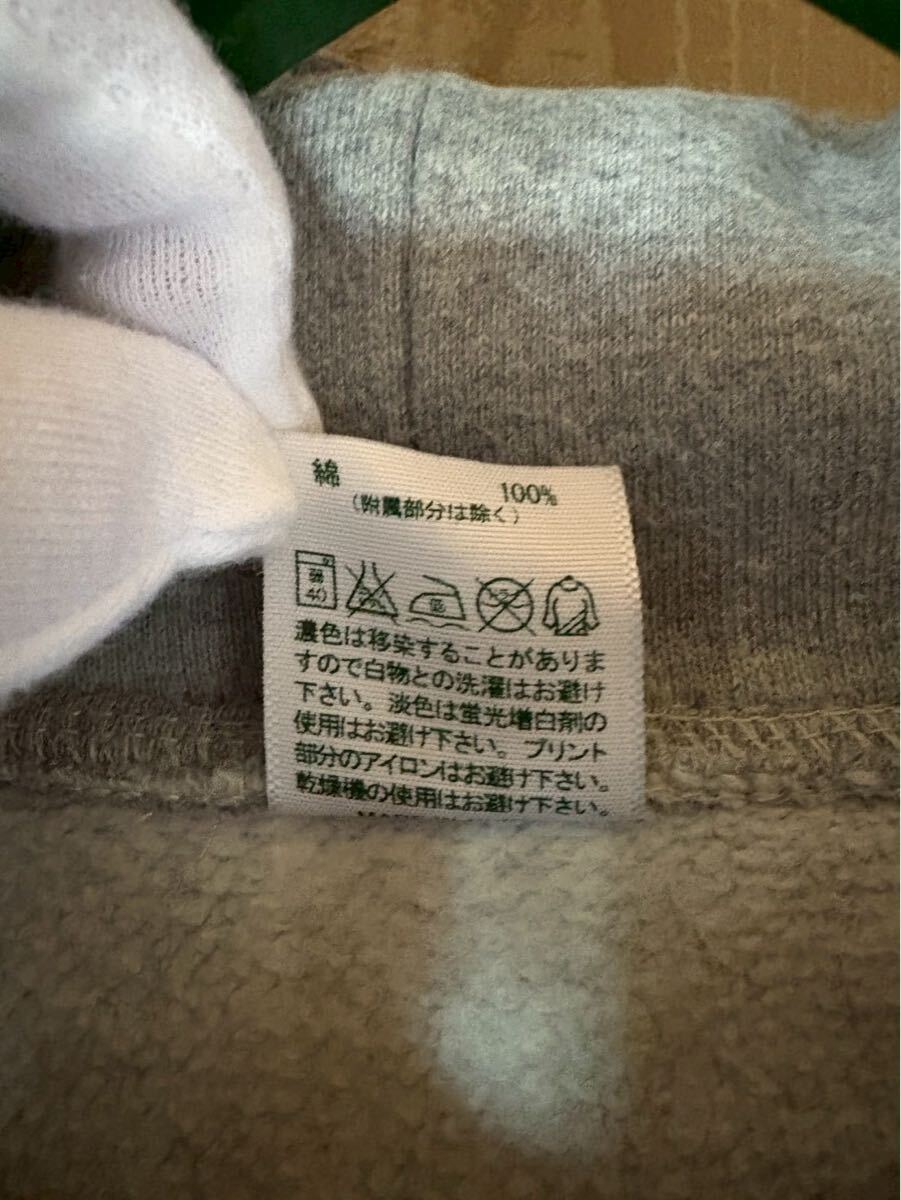 綿 100%
(附属部分は除く)
弱
40
濃色は移染することがありま
すので白物との洗濯はお避け
下さい。淡色は蛍光増白剤の
使用はお避け下さい。プリント
部分のアイロンはお避け下さい。
乾燥機の使用はお避け下さい。